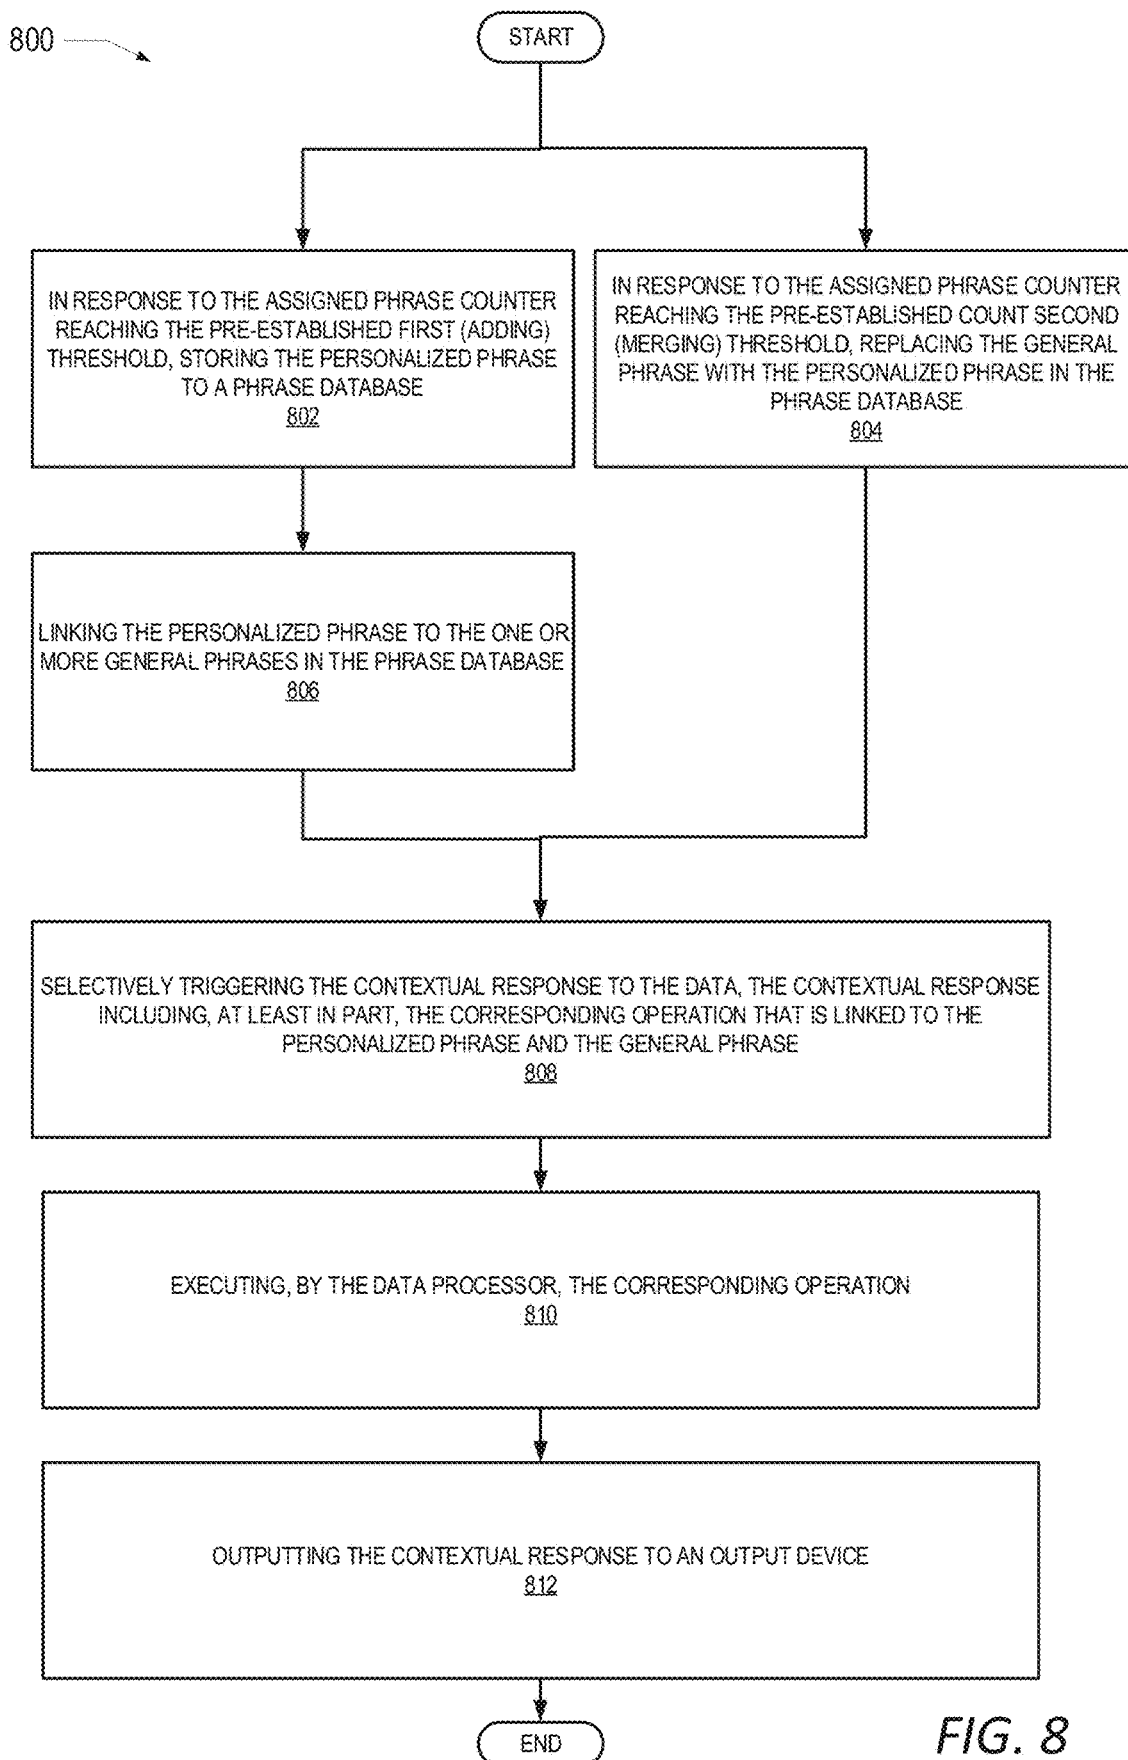 800
START
IN RESPONSE TO THE ASSIGNED PHRASE COUNTER
REACHING THE PRE-ESTABLISHED FIRST (ADDING)
THRESHOLD, STORING THE PERSONALIZED PHRASE
TO A PHRASE DATABASE
802
IN RESPONSE TO THE ASSIGNED PHRASE COUNTER
REACHING THE PRE-ESTABLISHED COUNT SECOND
(MERGING) THRESHOLD, REPLACING THE GENERAL
PHRASE WITH THE PERSONALIZED PHRASE IN THE
PHRASE DATABASE.
804
LINKING THE PERSONALIZED PHRASE TO THE ONE OR
MORE GENERAL PHRASES IN THE PHRASE DATABASE
806
SELECTIVELY TRIGGERING THE CONTEXTUAL RESPONSE TO THE DATA, THE CONTEXTUAL RESPONSE
INCLUDING, AT LEAST IN PART, THE CORRESPONDING OPERATION THAT IS LINKED TO THE
PERSONALIZED PHRASE AND THE GENERAL PHRASE
808
EXECUTING, BY THE DATA PROCESSOR, THE CORRESPONDING OPERATION
810
OUTPUTTING THE CONTEXTUAL RESPONSE TO AN OUTPUT DEVICE
812
END
FIG. 8